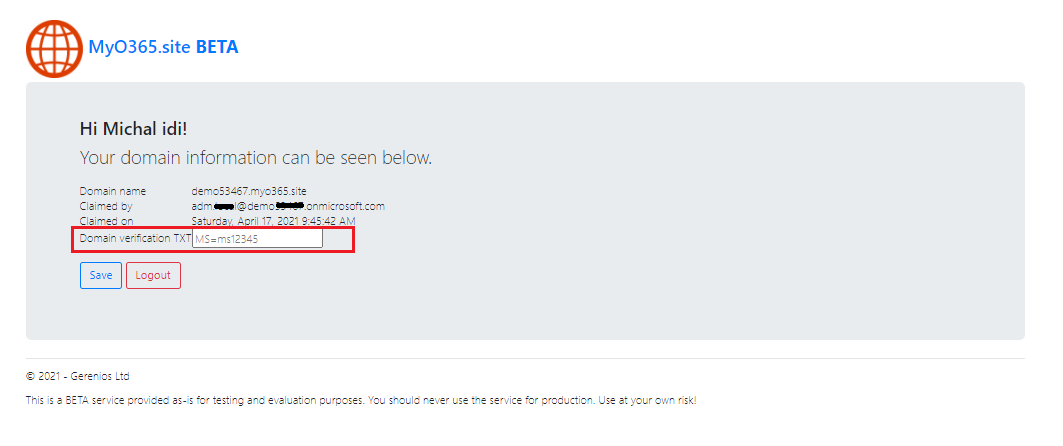 MyO365.site BETA
Hi Michal idi!
Your domain information can be seen below.
Domain name demo53467.myo365.site
Claimed by adm l@demo .onmicrosoft.com
Claimed on Saturday, April 17, 2021 9:45:42 AM
Domain verification TXT MS=ms12345
Save Logout
© 2021 - Gerenios Ltd
This is a BETA service provided as-is for testing and evaluation purposes. You should never use the service for production. Use at your own risk!